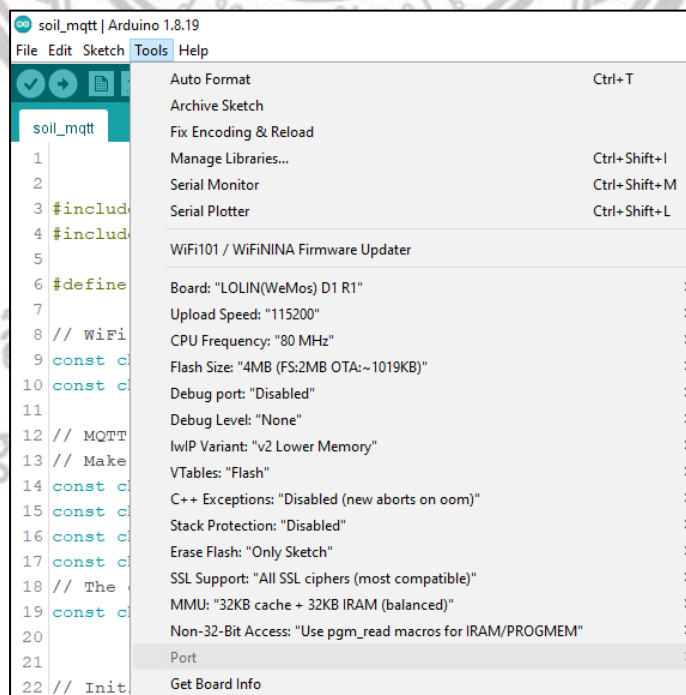 soil_mqtt | Arduino 1.8.19
File Edit Sketch Tools Help
soil_mqtt
Auto Format Ctrl+T
Archive Sketch
Fix Encoding & Reload
Manage Libraries... Ctrl+Shift+I
Serial Monitor Ctrl+Shift+M
Serial Plotter Ctrl+Shift+L
WiFi101 / WiFiNINA Firmware Updater
Board: "LOLIN(WeMos) D1 R1"
Upload Speed: "115200"
CPU Frequency: "80 MHz"
Flash Size: "4MB (FS:2MB OTA:~1019KB)"
Debug port: "Disabled"
Debug Level: "None"
lwIP Variant: "v2 Lower Memory"
VTables: "Flash"
C++ Exceptions: "Disabled (new aborts on oom)"
Stack Protection: "Disabled"
Erase Flash: "Only Sketch"
SSL Support: "All SSL ciphers (most compatible)"
MMU: "32KB cache + 32KB IRAM (balanced)"
Non-32-Bit Access: "Use pgm_read macros for IRAM/PROGMEM"
Port
Get Board Info
1
2
3 #includ
4 #includ
5
6 #define
7
8 // WiFi
9 const c
10 const c
11
12 // MQTT
13 // Make
14 const c
15 const c
16 const c
17 const c
18 // The
19 const c
20
21
22 // Init